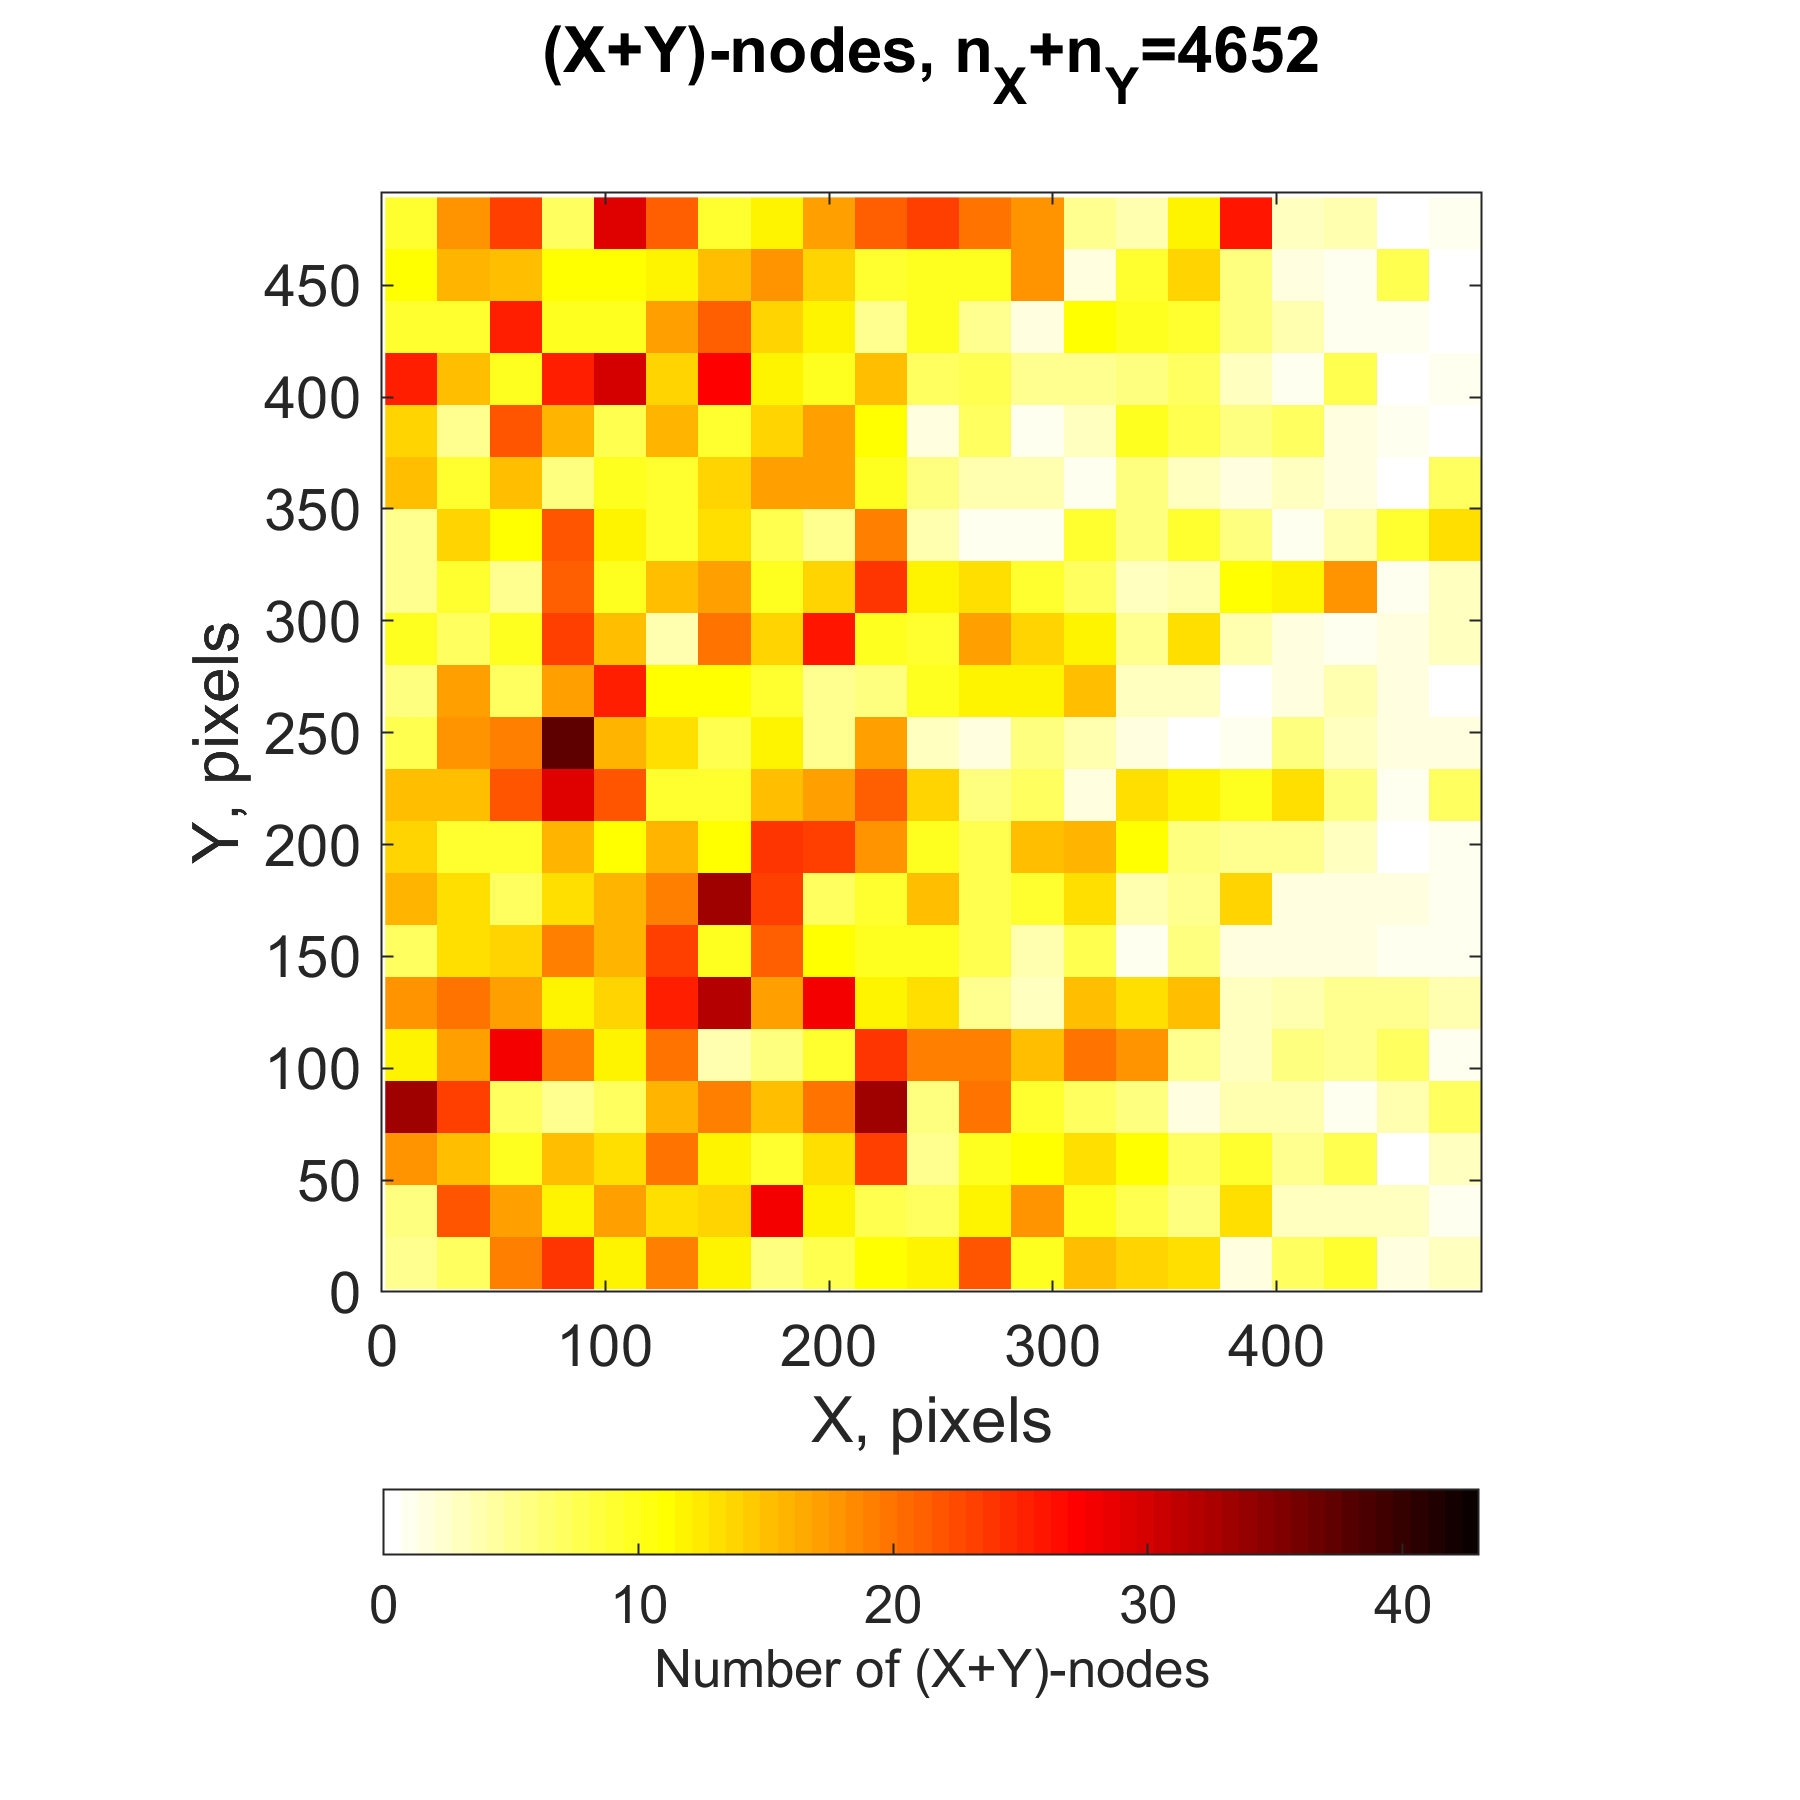 (X+Y)-nodes, nX+nY=4652
450
400
350
300
250
200
150
100
50
0
Y, pixels
0 100 200 300 400
X, pixels
0 10 20 30 40
Number of (X+Y)-nodes